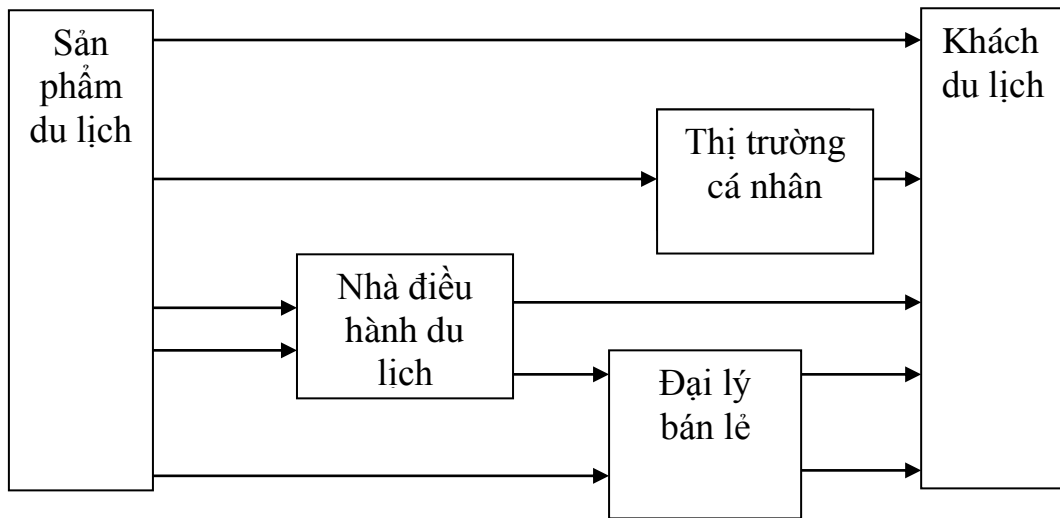 Sản
phẩm
du lịch
Khách
du lịch
Thị trường
cá nhân
Nhà điều
hành du
lịch
Đại lý
bán lẻ